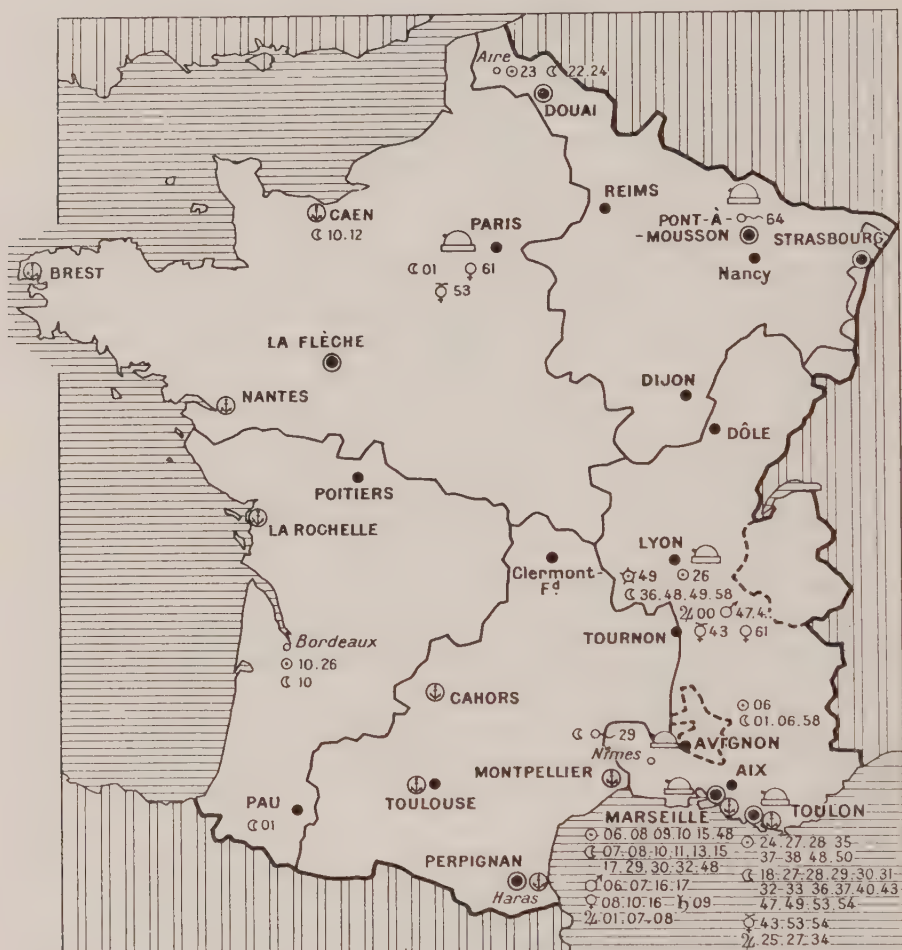 Aire
☉ 23 ☾ 22.24
DOUAI
REIMS
CAEN
☾ 10.12
PARIS
☾ 01 ♀ 61
☿ 53
PONT-À-
-MOUSSON
☍ 64
STRASBOURG
Nancy
BREST
LA FLÈCHE
NANTES
DIJON
DÔLE
POITIERS
LA ROCHELLE
Clermont-
Fd
LYON
49 ☉ 26
☾ 36.48.49.58
♃ 00 ♂ 47.4
☿ 43 ♀ 61
TOURNON
Bordeaux
☉ 10.26
☾ 10
CAHORS
☉ 06
☾ 01.06.58
☾ 29
Nîmes
AVIGNON
MONTPELLIER
AIX
TOULOUSE
PAU
☾ 01
PERPIGNAN
Haras
MARSEILLE
☉ 06.08 09.10 15.48
☾ 07-08.10.11.13.15
17.29.30.32.48
♂ 06.07.16.17
♀ 08.10.16 ♄ 09
♃ 01.07.08
TOULON
☉ 24.27.28 35
37-38 48.50
☾ 18.27.28.29.30.31
32-33 36.37.40.43
47.49.53.54
☿ 43.53.54
♃ 25.27.34